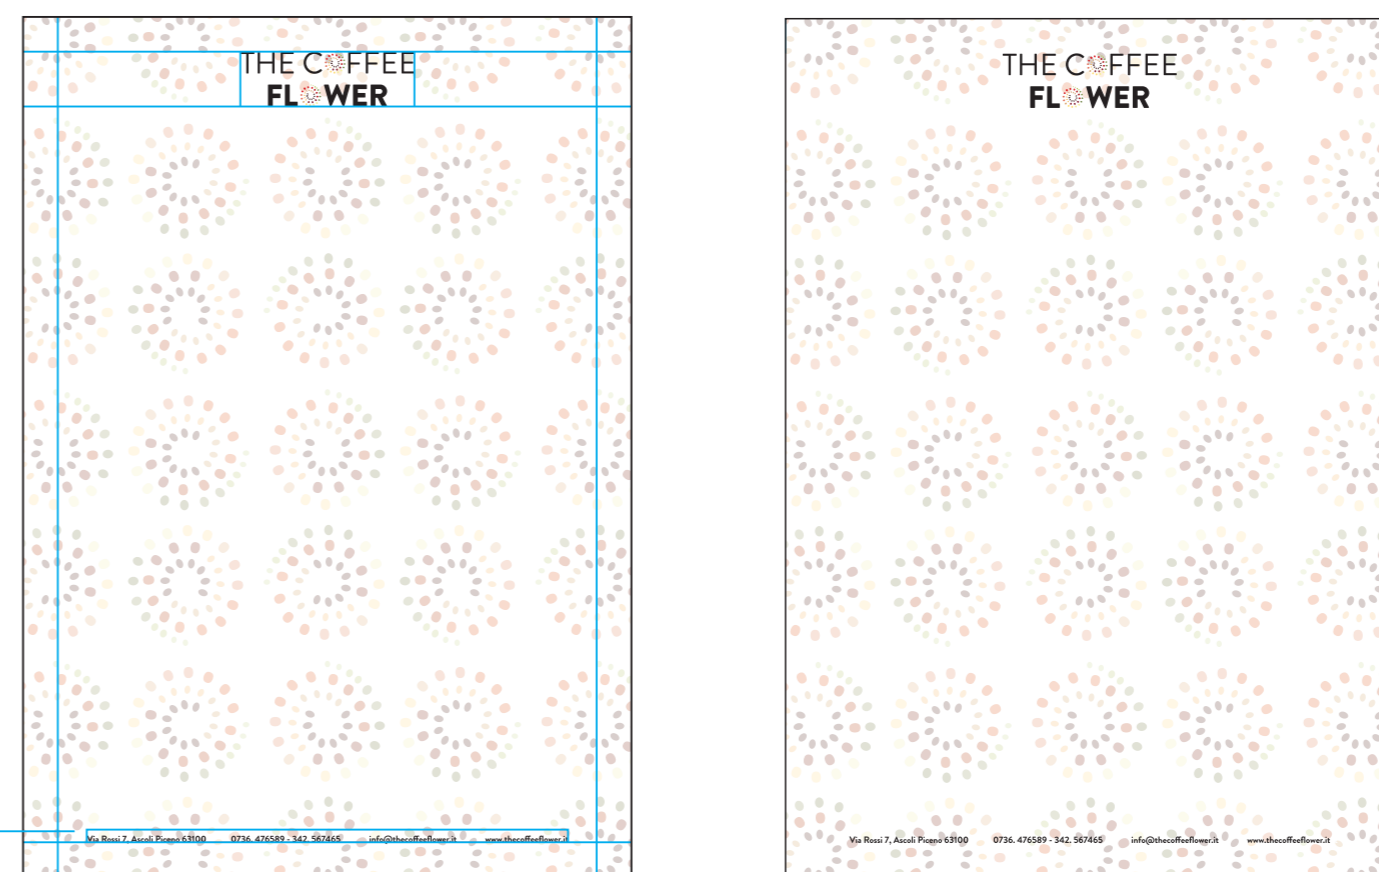 THE COFFEE
FLOWER
Via Rossi 7, Ascoli Piceno 63100 0736. 476589 - 342. 567465 info@thecoffeeflower.it www.thecoffeeflower.it
THE COFFEE
FLOWER
Via Rossi 7, Ascoli Piceno 63100 0736. 476589 - 342. 567465 info@thecoffeeflower.it www.thecoffeeflower.it